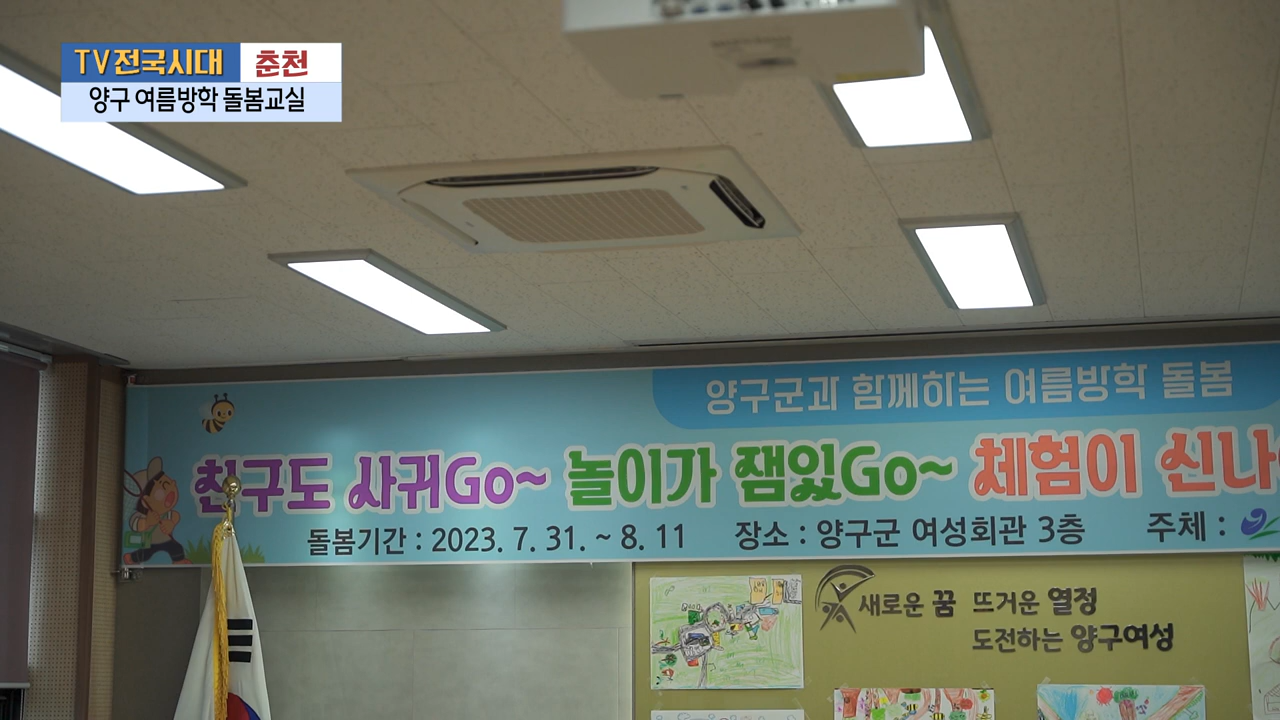 TV전국시대 춘천
양구 여름방학 돌봄교실
양구군과 함께하는 여름방학 돌봄
친구도 사귀Go~ 놀이가 잼있Go~ 체험이 신나
돌봄기간 : 2023. 7. 31. ~ 8. 11 장소 : 양구군 여성회관 3층 주체 :
새로운 꿈 뜨거운 열정
도전하는 양구여성